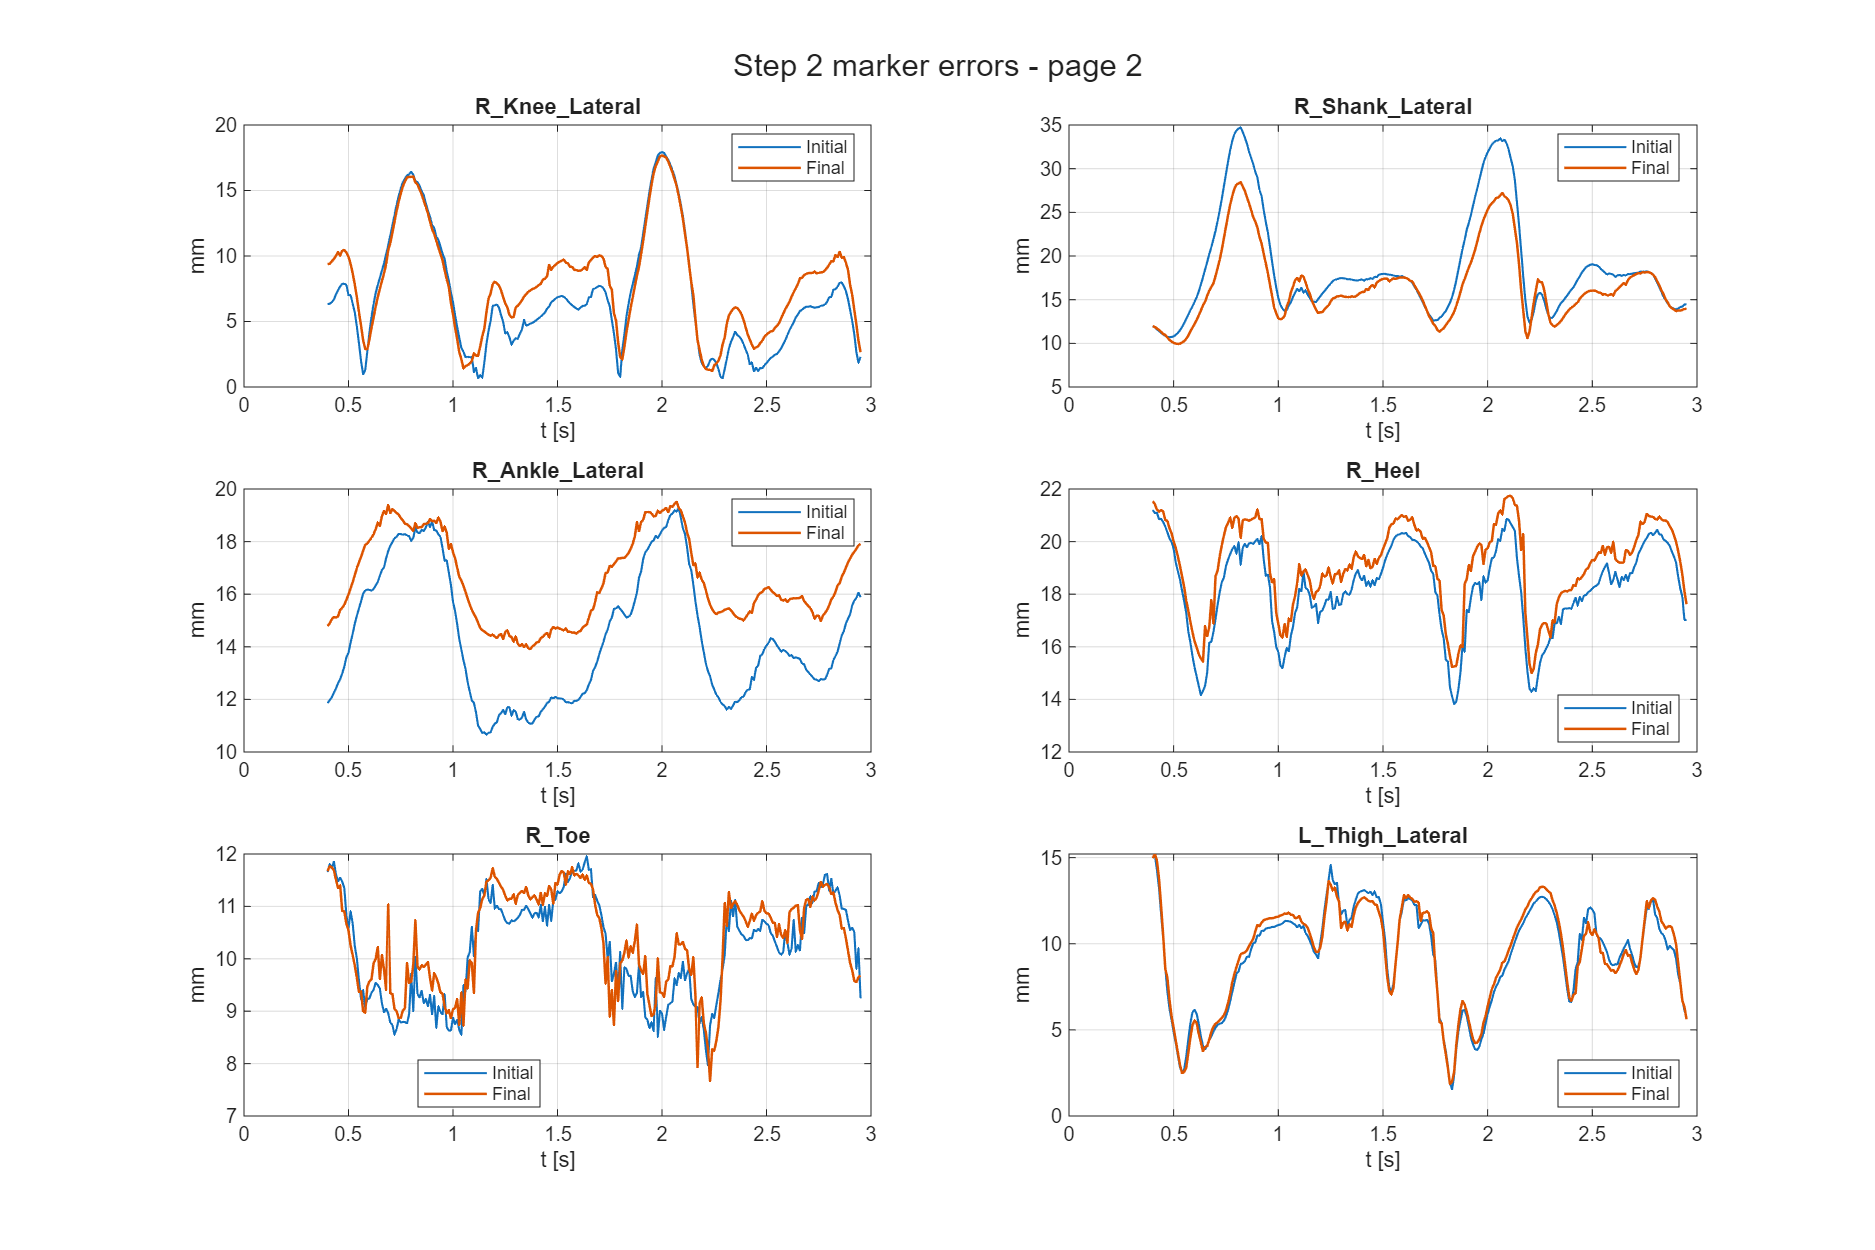 Step 2 marker errors - page 2
R_Knee_Lateral
20
15
10
5
0
mm
0 0.5 1 1.5 2 2.5 3
t [s]
Initial
Final
R_Shank_Lateral
35
30
25
20
15
10
5
mm
0 0.5 1 1.5 2 2.5 3
t [s]
Initial
Final
R_Ankle_Lateral
20
18
16
14
12
10
mm
0 0.5 1 1.5 2 2.5 3
t [s]
Initial
Final
R_Heel
22
20
18
16
14
12
mm
0 0.5 1 1.5 2 2.5 3
t [s]
Initial
Final
R_Toe
12
11
10
9
8
7
mm
0 0.5 1 1.5 2 2.5 3
t [s]
Initial
Final
L_Thigh_Lateral
15
10
5
0
mm
0 0.5 1 1.5 2 2.5 3
t [s]
Initial
Final